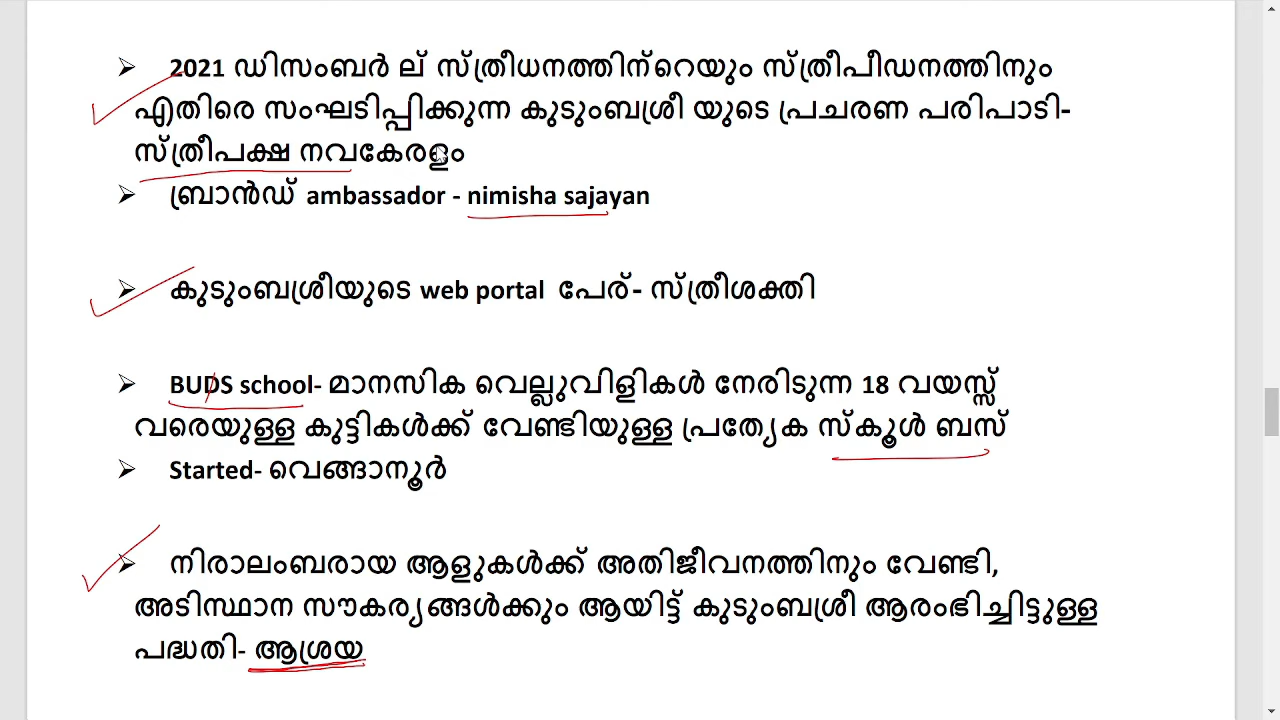 ➢ 2021 ഡിസംബർ ല് സ്ത്രീധനത്തിന്റെയും സ്ത്രീപീഡനത്തിനും
എതിരെ സംഘടിപ്പിക്കുന്ന കുടുംബശ്രീ യുടെ പ്രചരണ പരിപാടി-
സ്ത്രീപക്ഷ നവകേരളം
➢ ബ്രാൻഡ് ambassador - nimisha sajayan
➢ കുടുംബശ്രീയുടെ web portal പേര്- സ്ത്രീശക്തി
➢ BUDS school- മാനസിക വെല്ലുവിളികൾ നേരിടുന്ന 18 വയസ്സ്
വരെയുള്ള കുട്ടികൾക്ക് വേണ്ടിയുള്ള പ്രത്യേക സ്കൂൾ ബസ്
➢ Started- വെങ്ങാനൂർ
➢ നിരാലംബരായ ആളുകൾക്ക് അതിജീവനത്തിനും വേണ്ടി,
അടിസ്ഥാന സൗകര്യങ്ങൾക്കും ആയിട്ട് കുടുംബശ്രീ ആരംഭിച്ചിട്ടുള്ള
പദ്ധതി- ആശ്രയ